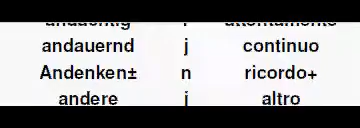 andauernd j continuo
Andenken± n ricordo+
andere j altro